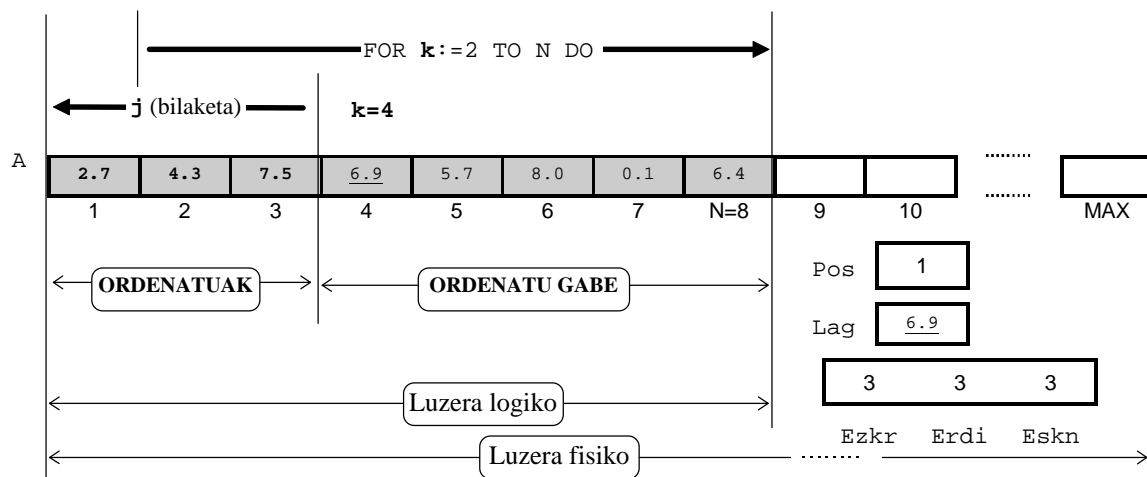 FOR k:=2 TO N DO
j (bilaketa) k=4
A 2.7 4.3 7.5 6.9 5.7 8.0 0.1 6.4 ........
1 2 3 4 5 6 7 N=8 9 10 ........ MAX
Pos 1
ORDENATUAK ORDENATU GABE
Lag 6.9
3 3 3
Luzera logiko
Ezkr Erdi Eskn
Luzera fisiko ........